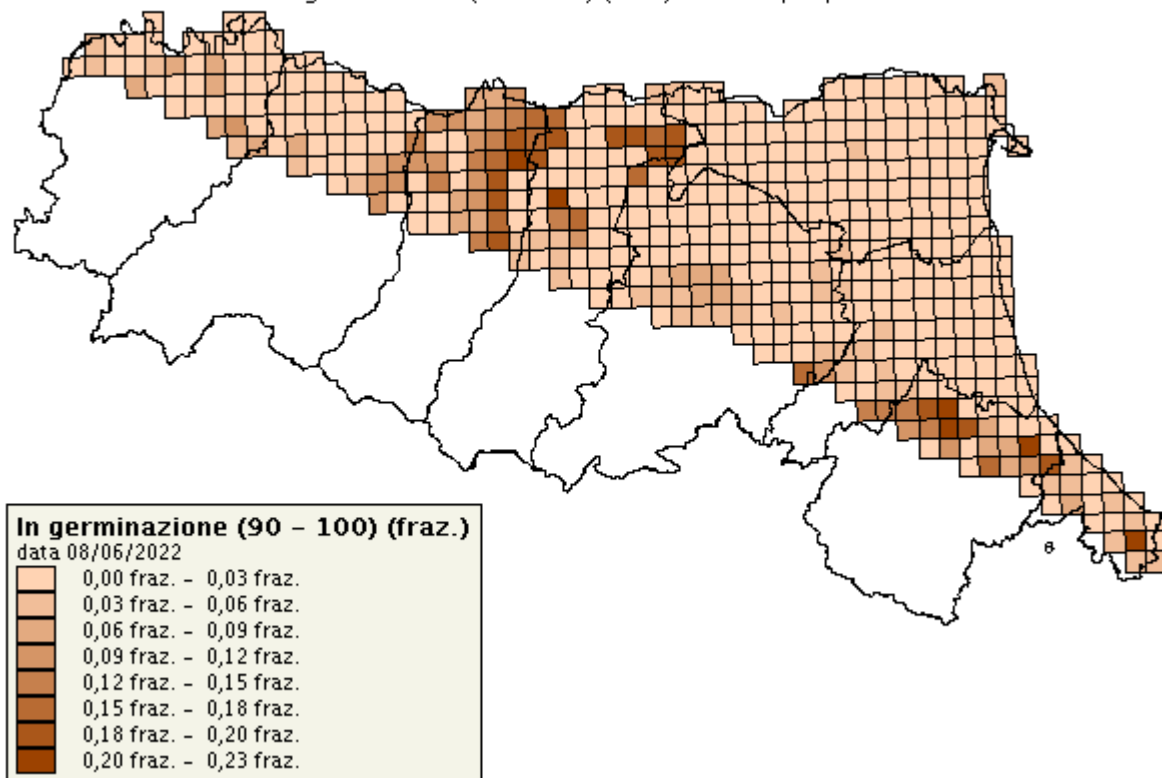 In germinazione (90 – 100) (fraz.)
data 08/06/2022
0,00 fraz. – 0,03 fraz.
0,03 fraz. – 0,06 fraz.
0,06 fraz. – 0,09 fraz.
0,09 fraz. – 0,12 fraz.
0,12 fraz. – 0,15 fraz.
0,15 fraz. – 0,18 fraz.
0,18 fraz. – 0,20 fraz.
0,20 fraz. – 0,23 fraz.